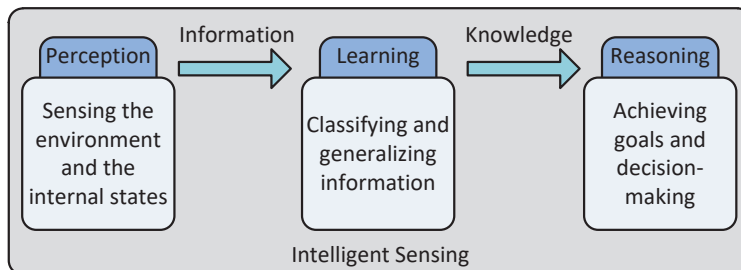 Perception
Information
Learning
Knowledge
Reasoning
Sensing the
environment
and the
internal states
Classifying and
generalizing
information
Achieving
goals and
decision-
making
Intelligent Sensing